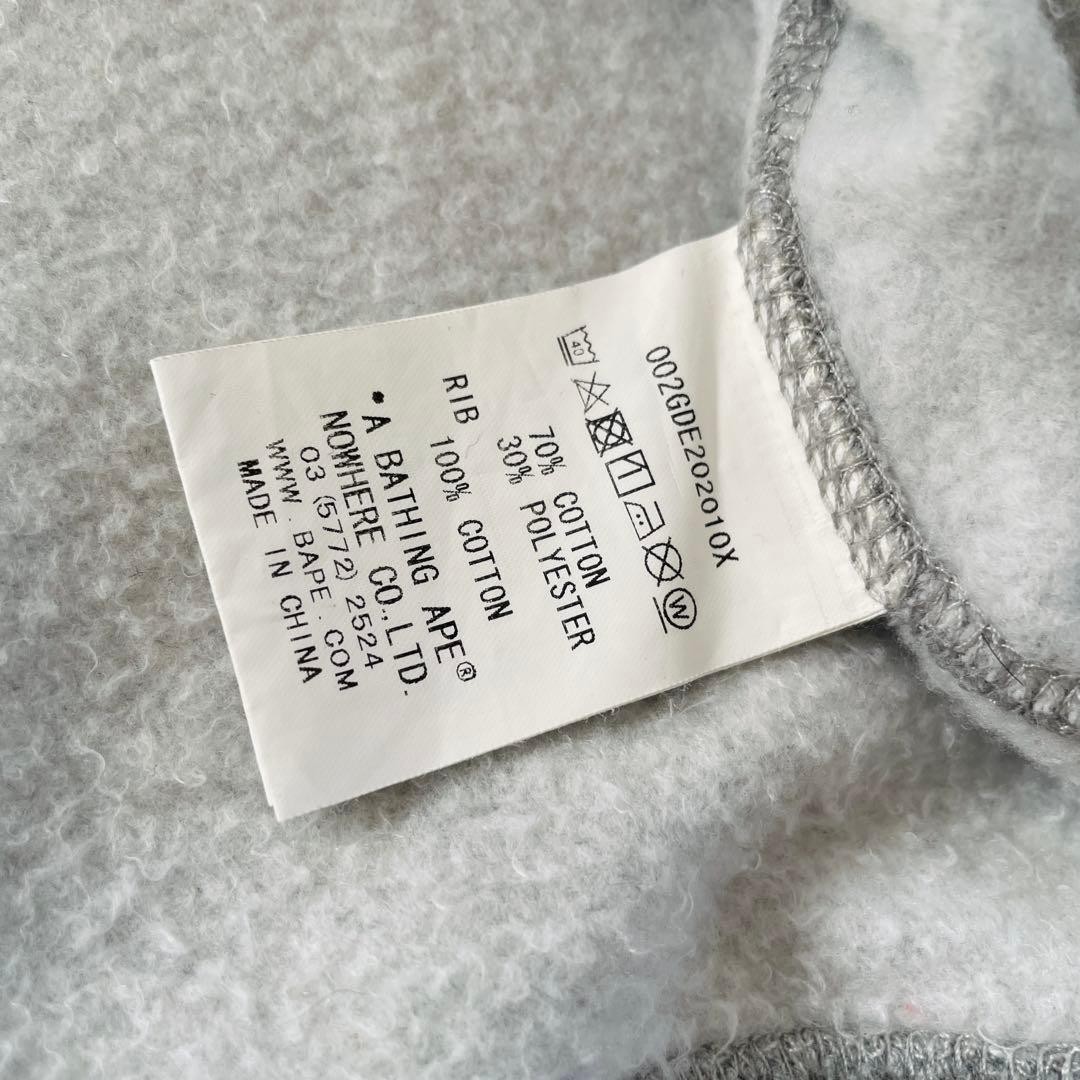 002GDE202010X
40
W
70% COTTON
30% POLYESTER
RIB 100% COTTON
• A BATHING APE®
NOWHERE CO.,LTD.
03 (5772) 2524
WWW.BAPE.COM
MADE IN CHINA